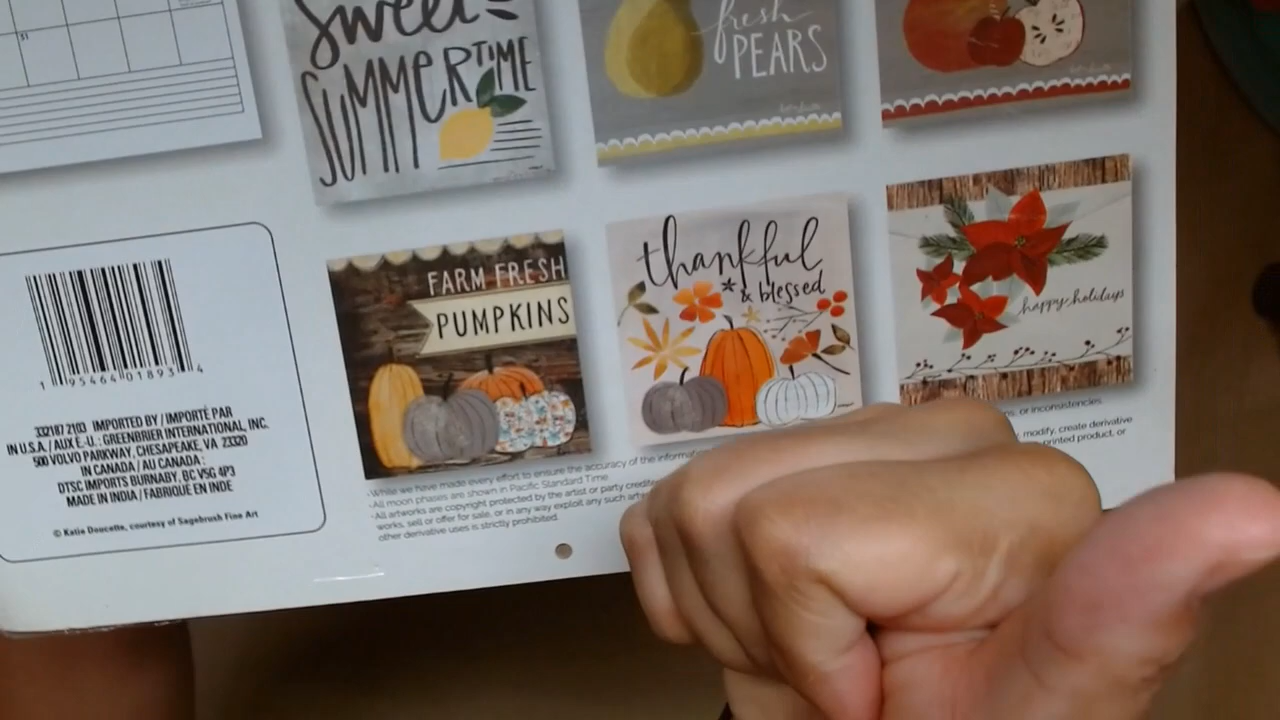 31
Sweet
SUMMERTIME
fresh
PEARS
FARM FRESH
PUMPKINS
thankful
& blessed
happy holidays
1 95464 01893 4
332187 2103 IMPORTED BY / IMPORTÉ PAR
IN U.S.A / AUX É.-U. : GREENBRIER INTERNATIONAL, INC.
500 VOLVO PARKWAY, CHESAPEAKE, VA 23320
IN CANADA / AU CANADA :
DTSC IMPORTS BURNABY, BC V5G 4P3
MADE IN INDIA / FABRIQUÉ EN INDE
© Katie Doucette, courtesy of Sagebrush Fine Art
-While we have made every effort to ensure the accuracy of the information
or inconsistencies.
-All moon phases are shown in Pacific Standard Time.
-All artworks are copyright protected by the artist or party
modify, create derivative
works, sell or offer for sale, or in any way exploit any such
printed product, or
other derivative uses is strictly prohibited.